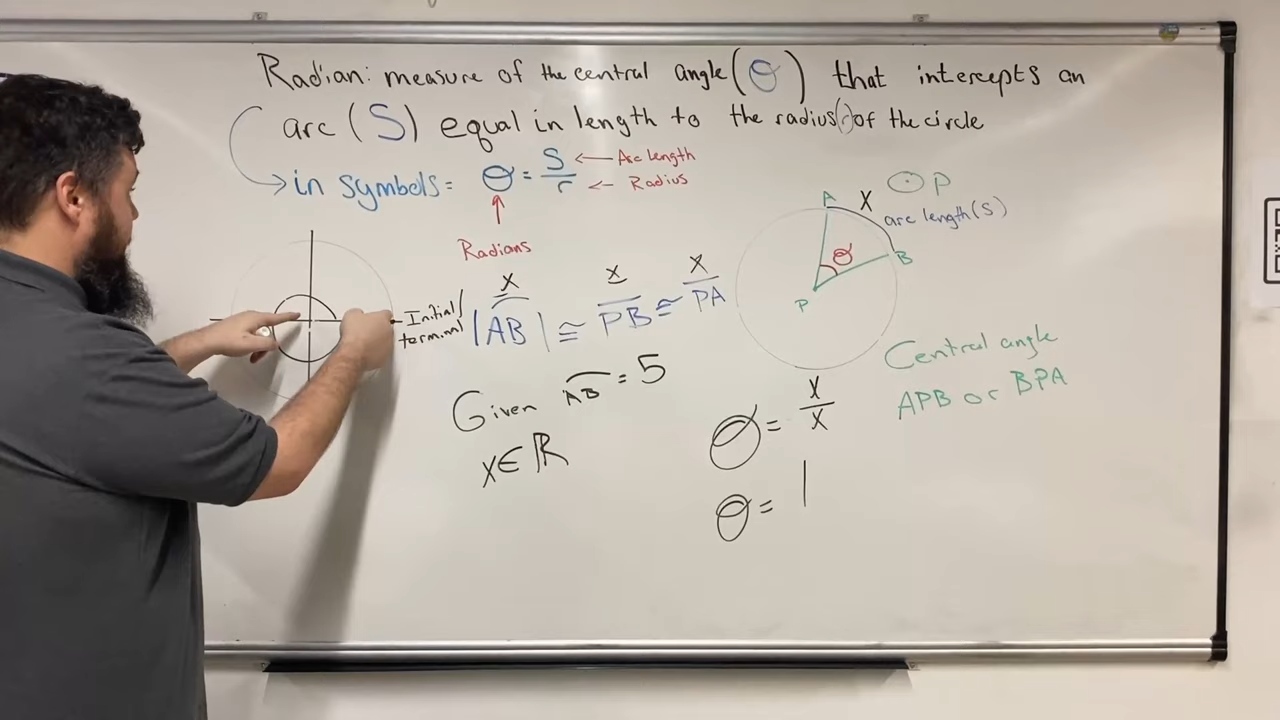 Radian: measure of the central angle (θ) that intercepts an
arc (S) equal in length to the radius (r) of the circle
in symbols = θ = S/r
← Arc length
← Radius
Radians
A X
⊙ P
arc length (S)
B
θ
P
Initial/
terminal
X X X
|AB| ≅ PB ≅ PA
Central angle
APB or BPA
Given AB = 5
X ∈ ℝ
θ = X/X
θ = 1